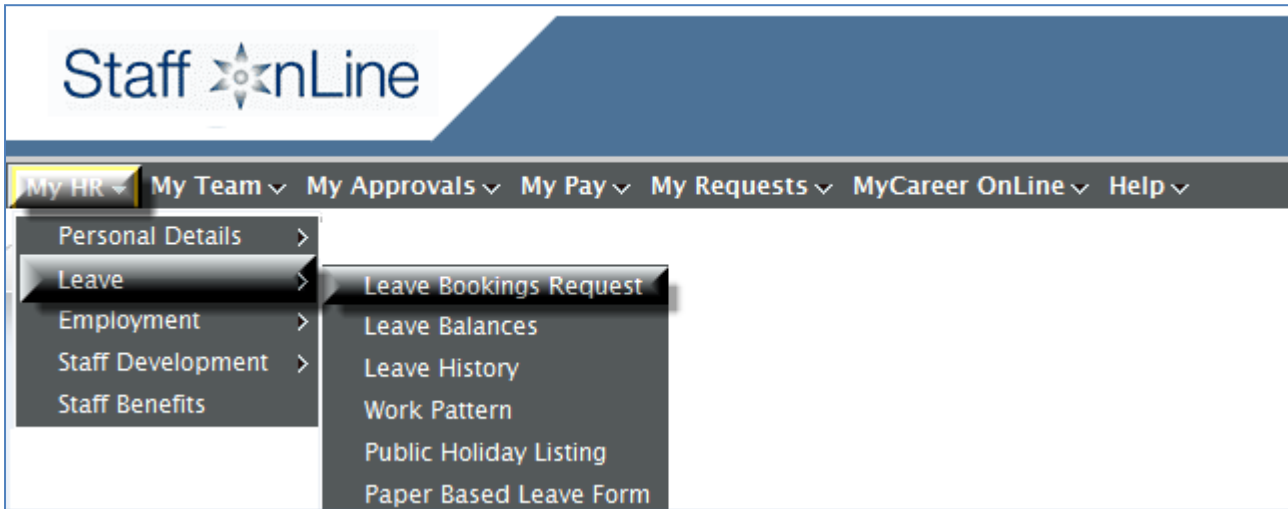 Staff OnLine
My HR My Team My Approvals My Pay My Requests MyCareer OnLine Help
Personal Details
Leave
Employment
Staff Development
Staff Benefits
Leave Bookings Request
Leave Balances
Leave History
Work Pattern
Public Holiday Listing
Paper Based Leave Form